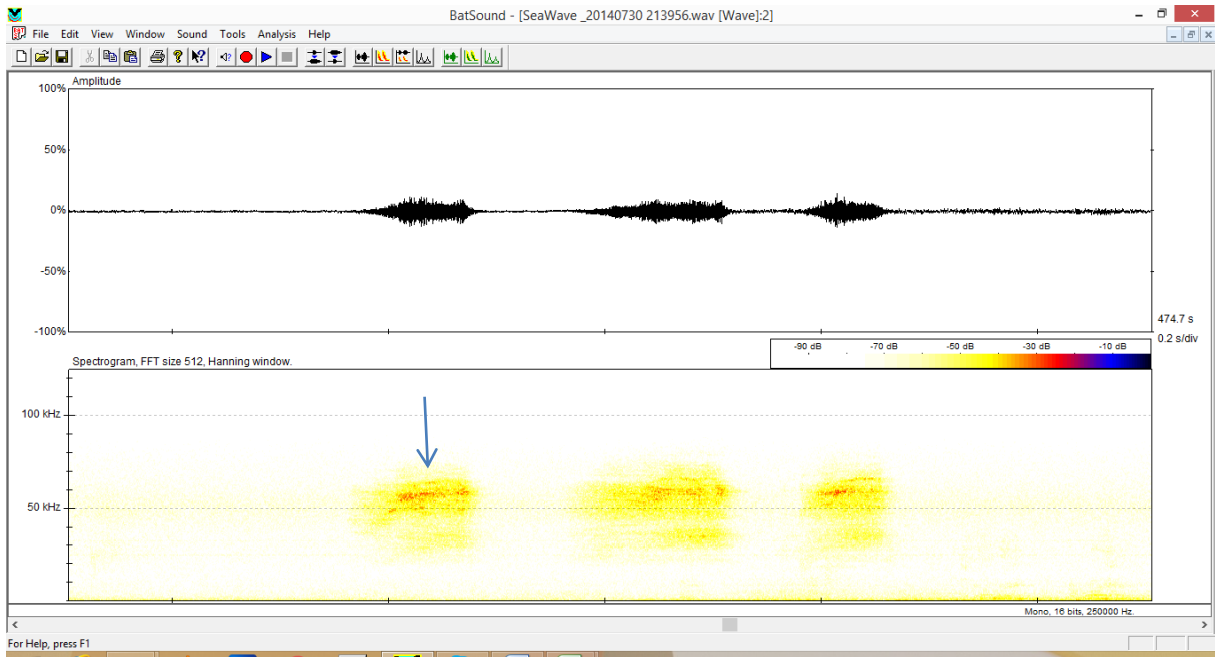 BatSound - [SeaWave _20140730 213956.wav [Wave]:2]
File Edit View Window Sound Tools Analysis Help
Amplitude
100%
50%
0%
-50%
-100%
474.7 s
0.2 s/div
Spectrogram, FFT size 512, Hanning window.
-90 dB -70 dB -50 dB -30 dB -10 dB
100 kHz
50 kHz
Mono, 16 bits, 250000 Hz.
For Help, press F1